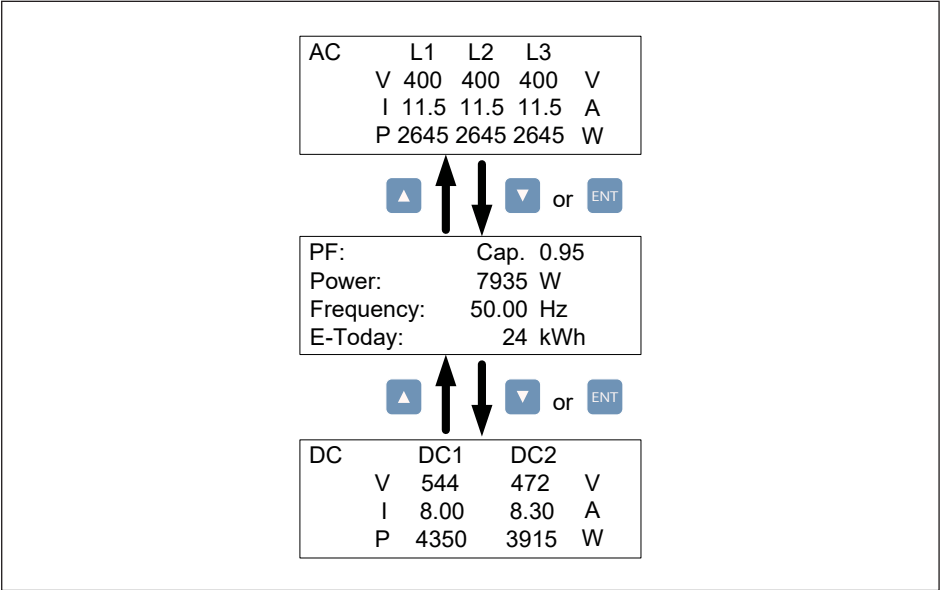 AC L1 L2 L3
V 400 400 400 V
I 11.5 11.5 11.5 A
P 2645 2645 2645 W
or ENT
PF: Cap. 0.95
Power: 7935 W
Frequency: 50.00 Hz
E-Today: 24 kWh
or ENT
DC DC1 DC2
V 544 472 V
I 8.00 8.30 A
P 4350 3915 W